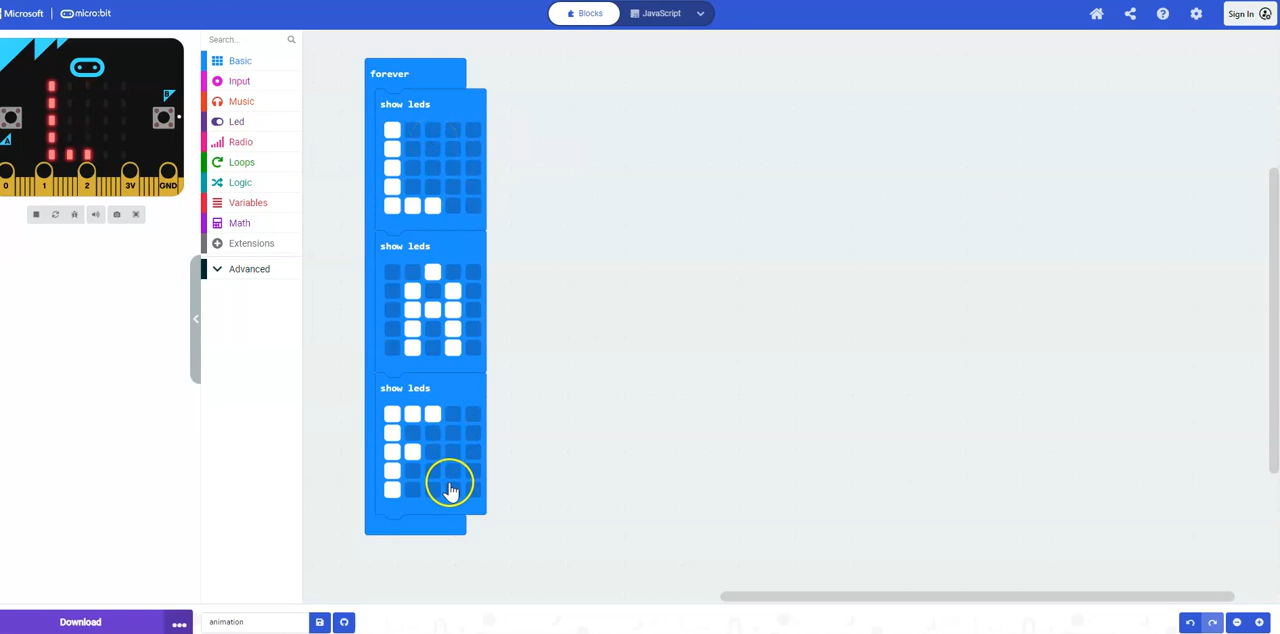 Microsoft | micro:bit
Blocks
JavaScript
Sign In
Search...
Basic
Input
Music
Led
Radio
Loops
Logic
Variables
Math
Extensions
Advanced
B
A
0 1 2 3V GND
forever
show leds
show leds
show leds
Download
...
animation